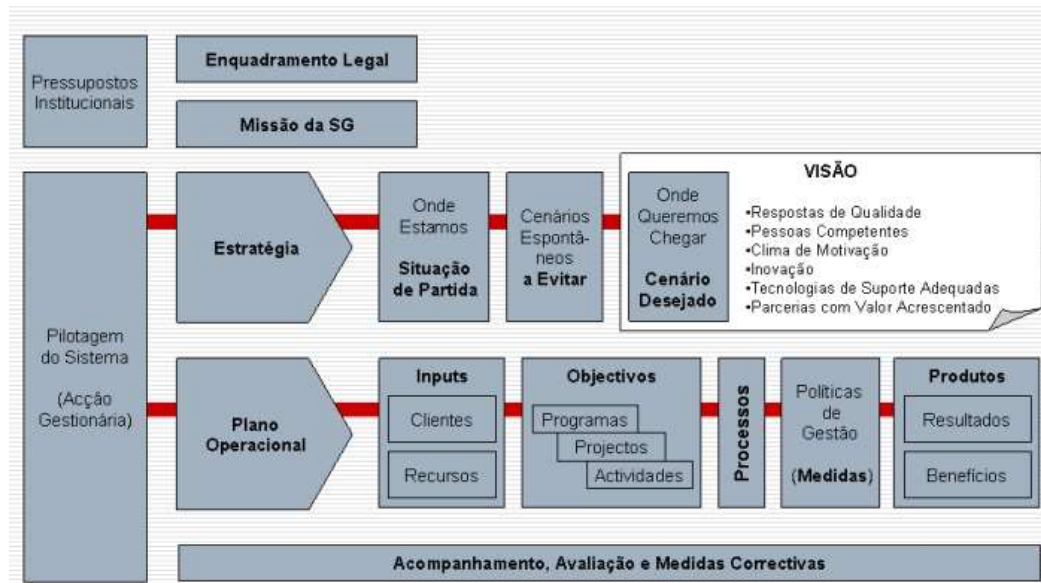 Pressupostos
Institucionais
Enquadramento Legal
Missão da SG
Pilotagem
do Sistema
(Acção
Gestionária)
Estratégia
Onde
Estamos
Situação
de Partida
Cenários
Espontâ-
neos
a Evitar
Onde
Queremos
Chegar
Cenário
Desejado
VISÃO
•Respostas de Qualidade
•Pessoas Competentes
•Clima de Motivação
•Inovação
•Tecnologias de Suporte Adequadas
•Parcerias com Valor Acrescentado
Plano
Operacional
Inputs
Clientes
Recursos
Objectivos
Programas
Projectos
Actividades
Processos
Políticas
de
Gestão
(Medidas)
Produtos
Resultados
Benefícios
Acompanhamento, Avaliação e Medidas Correctivas